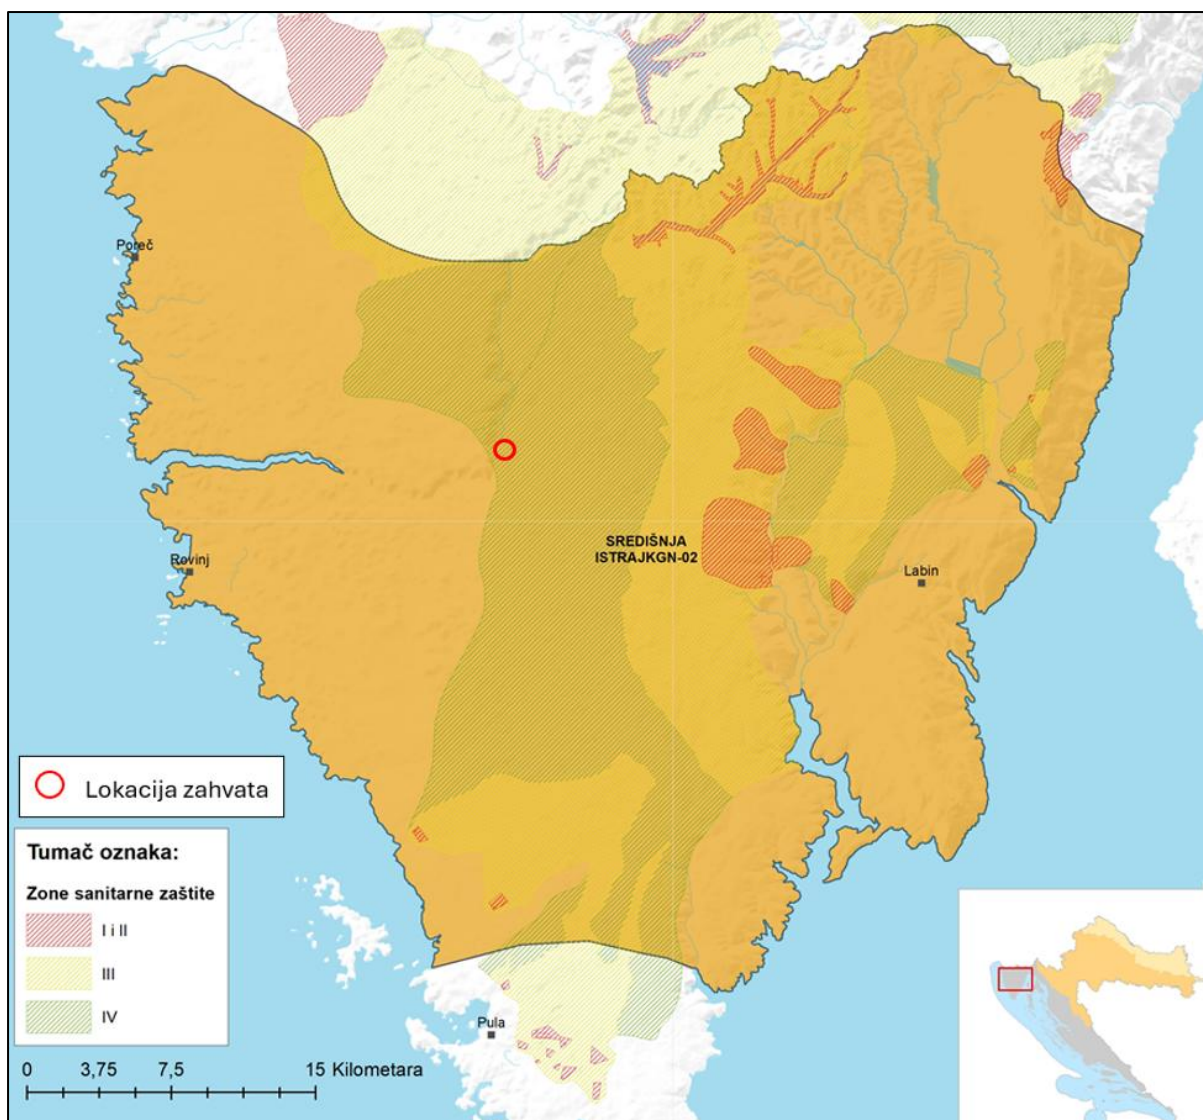 Poreč
SREDIŠNJA
ISTRAJKGN-02
Rovinj
Labin
Lokacija zahvata
Tumač oznaka:
Zone sanitarne zaštite
I i II
III
IV
Pula
0 3,75 7,5 15 Kilometara